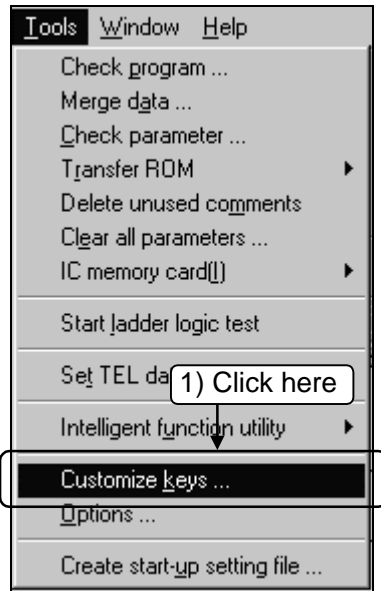 Tools Window Help
Check program ...
Merge data ...
Check parameter ...
Transfer ROM
Delete unused comments
Clear all parameters ...
IC memory card(I)
Start ladder logic test
Set TEL da
1) Click here
Intelligent function utility
Customize keys ...
Options ...
Create start-up setting file ...